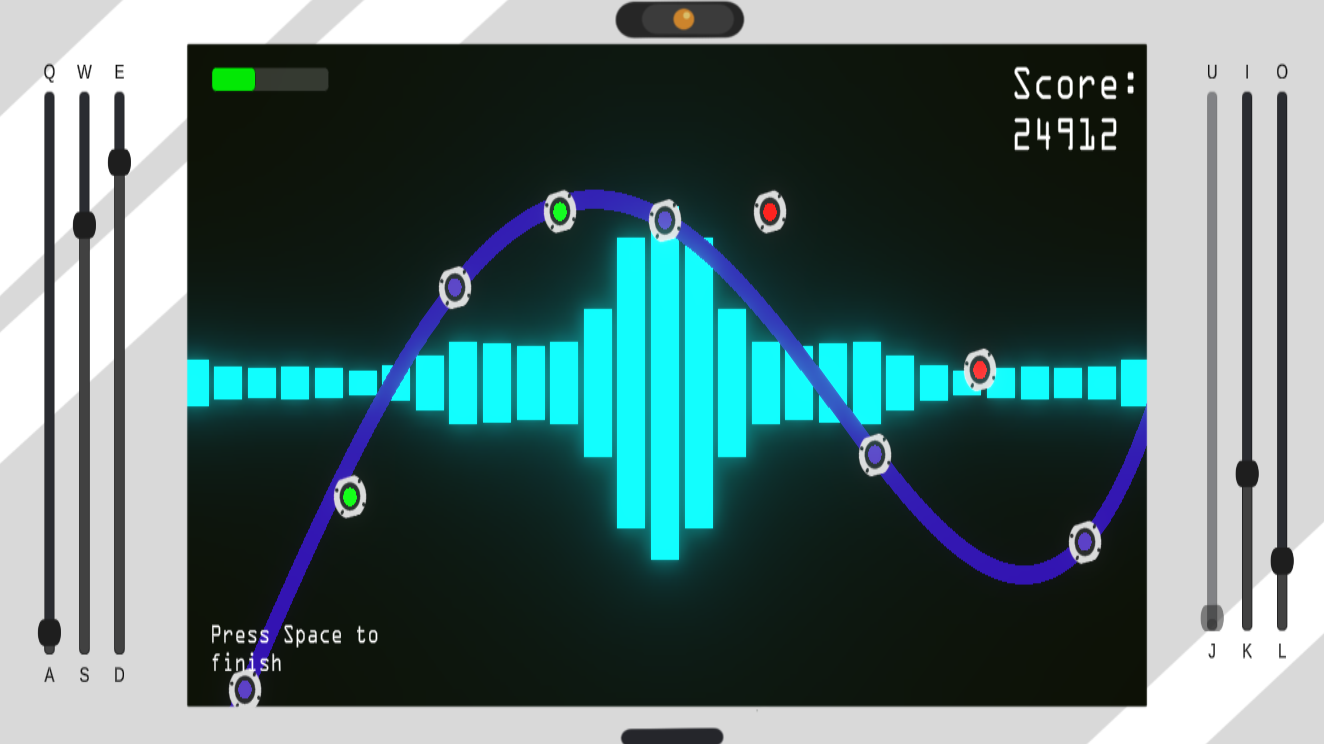 Q W E
U I O
Score:
24912
Press Space to
finish
A S D
J K L